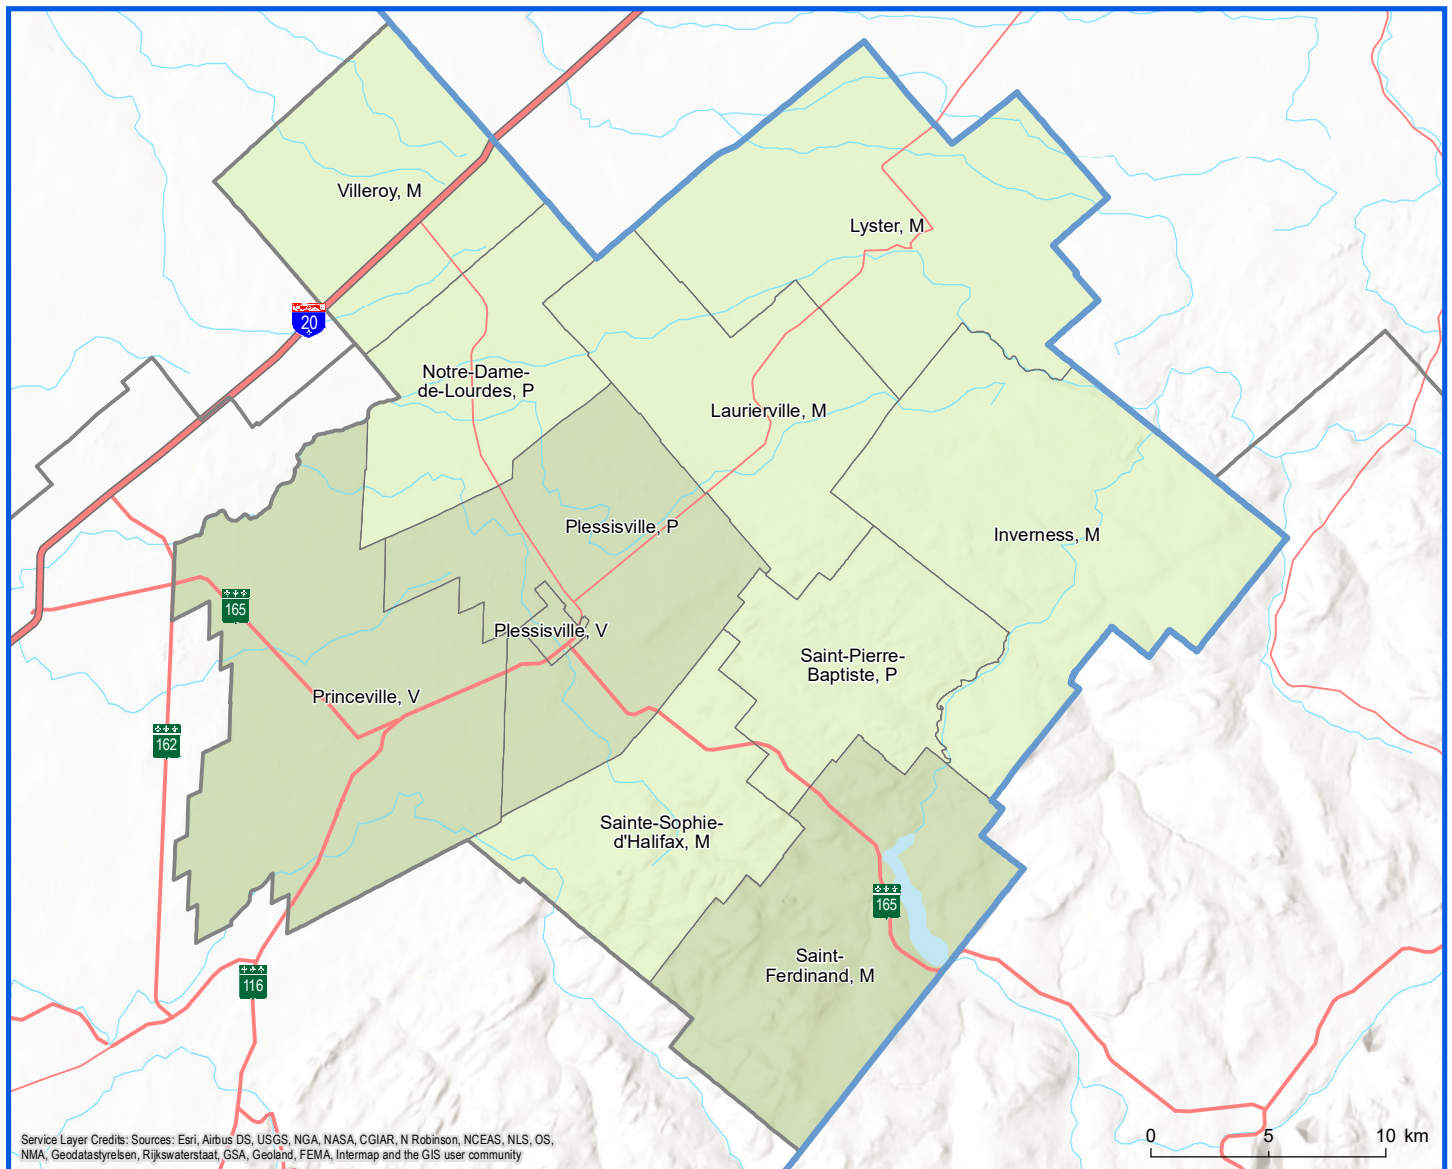 Villeroy, M
Lyster, M
20
Notre-Dame-
de-Lourdes, P
Laurierville, M
Plessisville, P
Inverness, M
165
Plessisville, V
Saint-Pierre-
Baptiste, P
Princeville, V
162
Sainte-Sophie-
d'Halifax, M
165
Saint-
Ferdinand, M
116
0 5 10 km
Service Layer Credits: Sources: Esri, Airbus DS, USGS, NGA, NASA, CGIAR, N Robinson, NCEAS, NLS, OS,
NMA, Geodatastyrelsen, Rijkswaterstaat, GSA, Geoland, FEMA, Intermap and the GIS user community